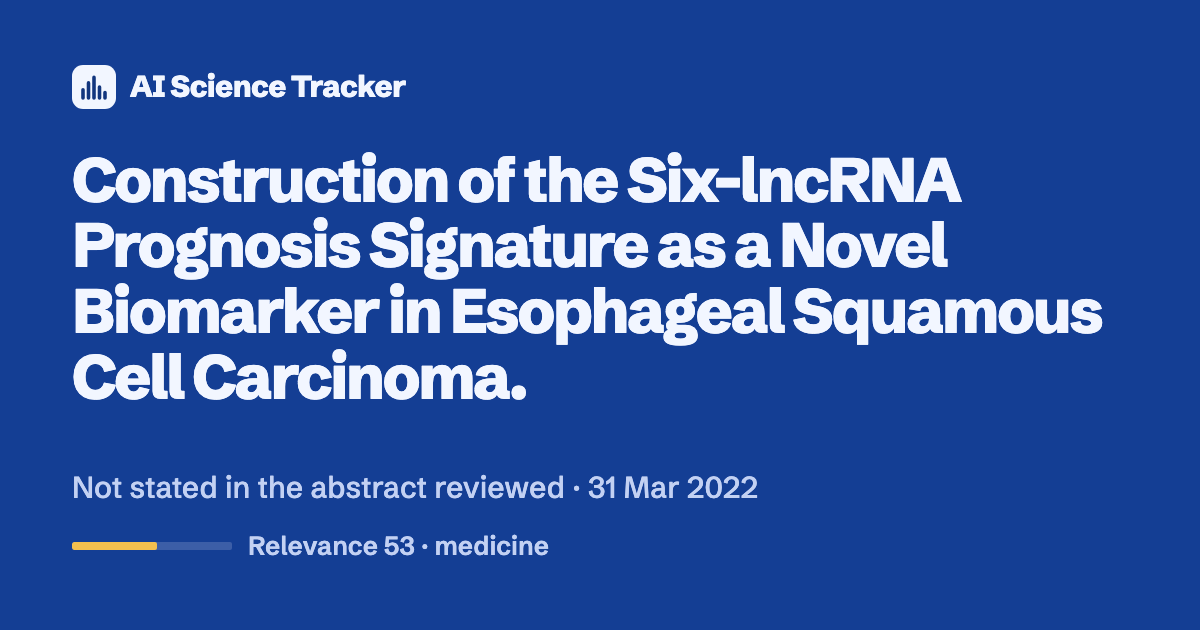 AI Science Tracker
Construction of the Six-lncRNA
Prognosis Signature as a Novel
Biomarker in Esophageal Squamous
Cell Carcinoma.
Not stated in the abstract reviewed · 31 Mar 2022
Relevance 53 · medicine